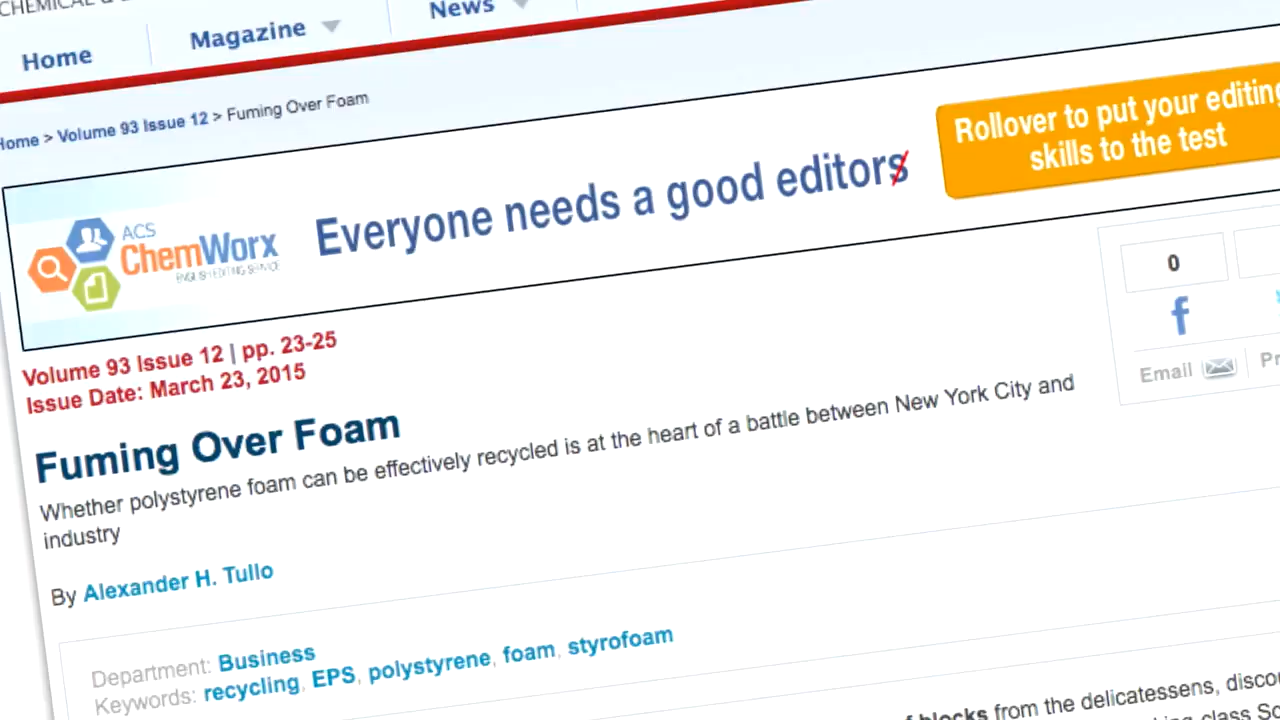 CHEMICAL &
Home
Magazine
News
Home > Volume 93 Issue 12 > Fuming Over Foam
ACS
ChemWorx
ENGLISH EDITING SERVICE
Everyone needs a good editors
Rollover to put your editing
skills to the test
0
f
Email
Volume 93 Issue 12 | pp. 23-25
Issue Date: March 23, 2015
Fuming Over Foam
Whether polystyrene foam can be effectively recycled is at the heart of a battle between New York City and
industry
By Alexander H. Tullo
Department: Business
Keywords: recycling, EPS, polystyrene, foam, styrofoam
blocks from the delicatessens,